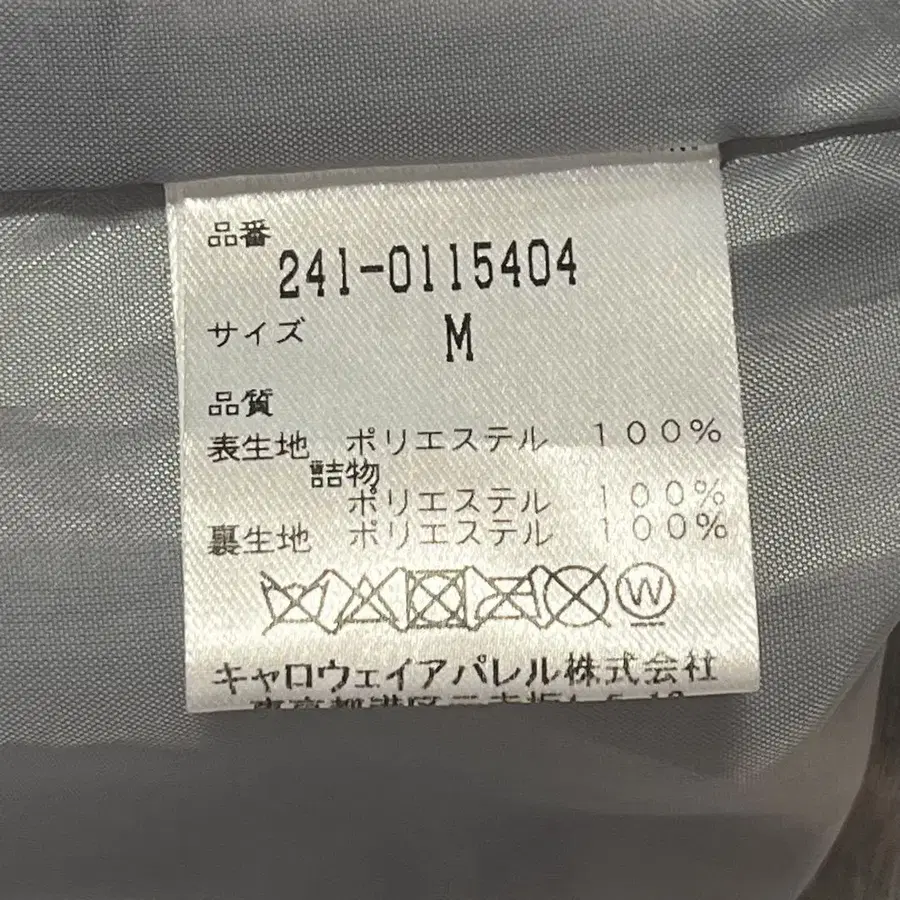 品番
241-0115404
サイズ M
品質
表生地 ポリエステル 100%
詰物
ポリエステル 100%
裏生地 ポリエステル 100%
W
キャロウェイアパレル株式会社